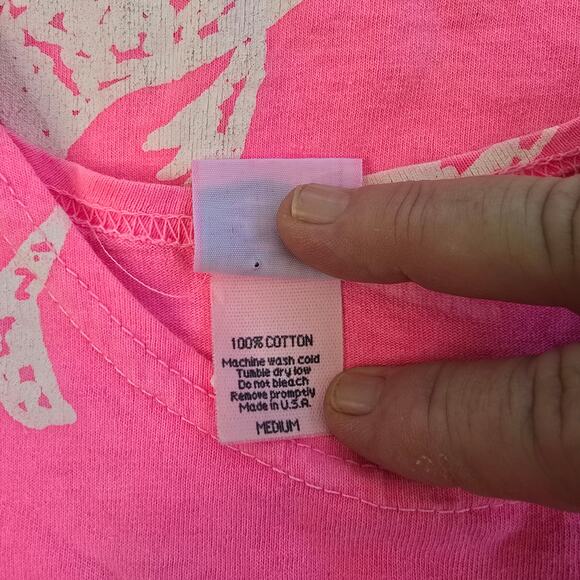 100% COTTON
Machine wash cold
Tumble dry low
Do not bleach
Remove promptly
Made in U.S.A.
MEDIUM